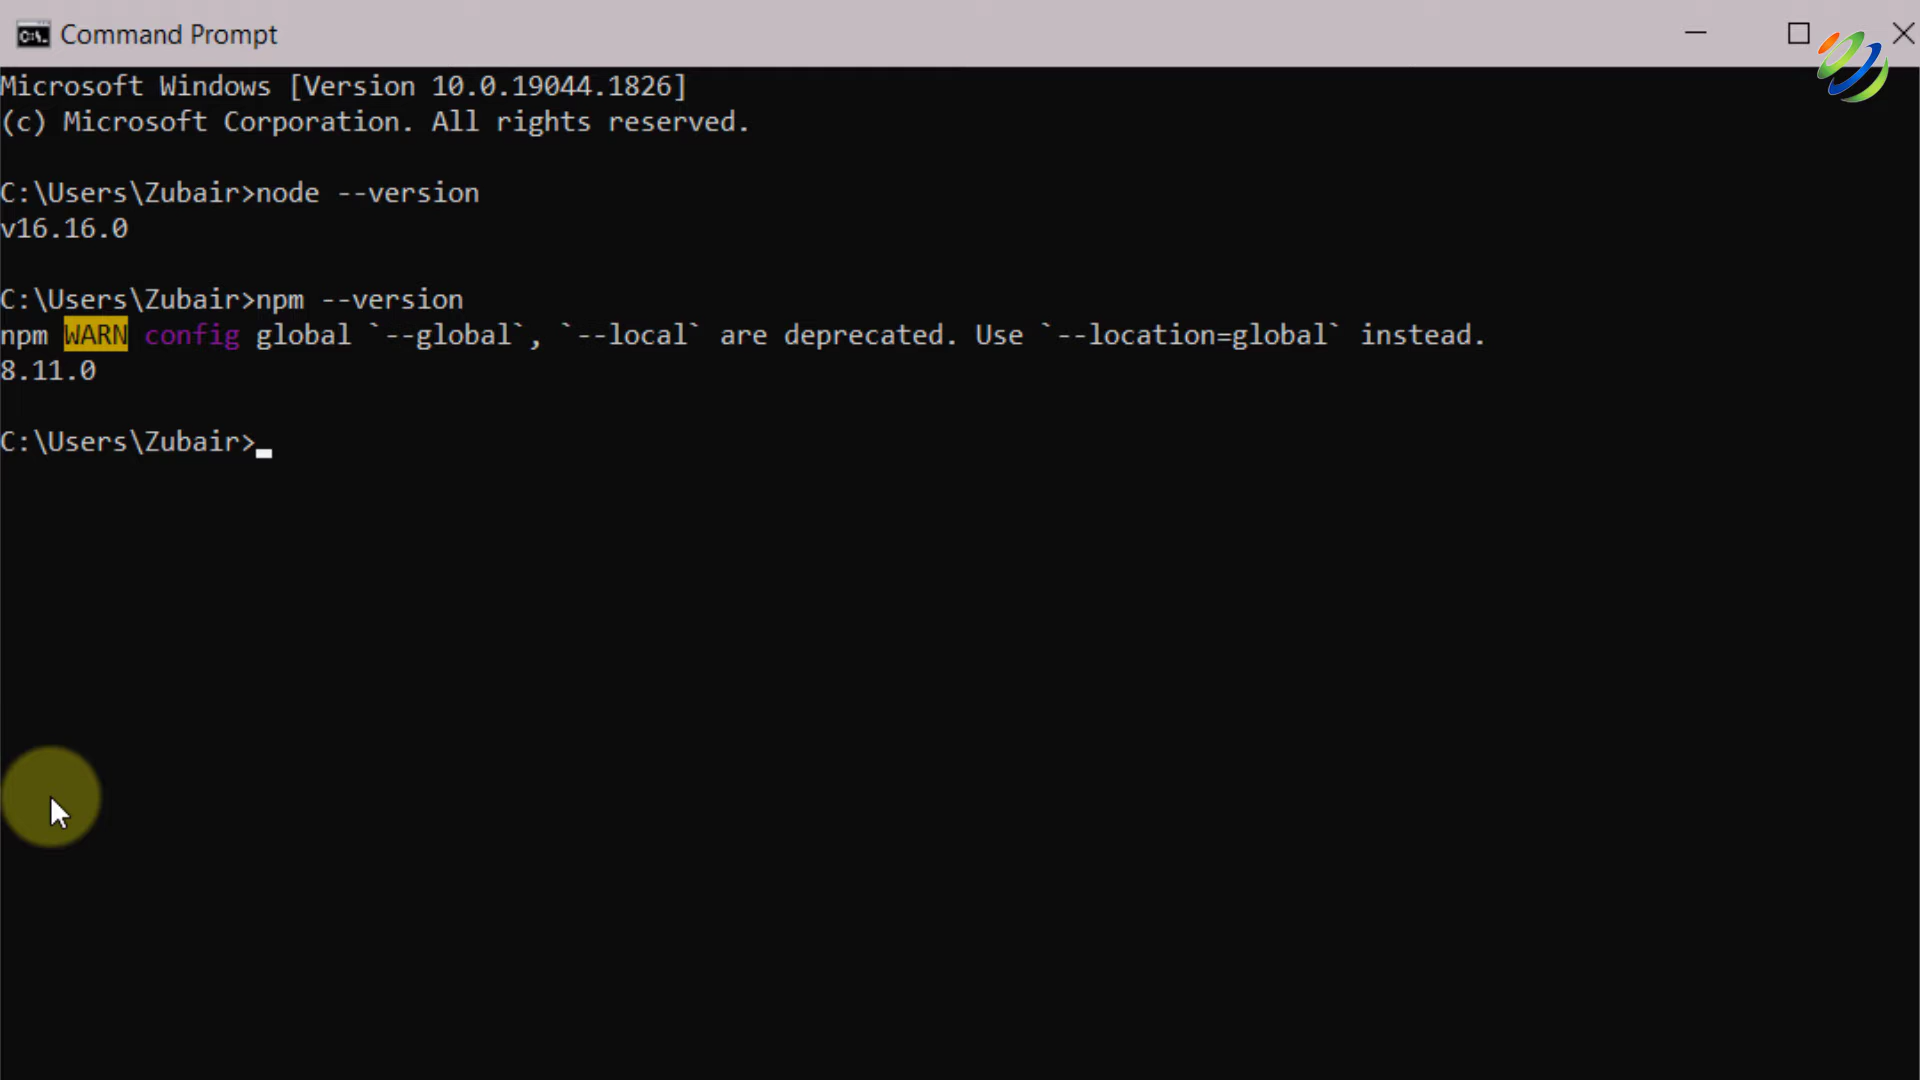 Command Prompt
Microsoft Windows [Version 10.0.19044.1826]
(c) Microsoft Corporation. All rights reserved.
C:\Users\Zubair>node --version
v16.16.0
C:\Users\Zubair>npm --version
npm WARN config global `--global`, `--local` are deprecated. Use `--location=global` instead.
8.11.0
C:\Users\Zubair>